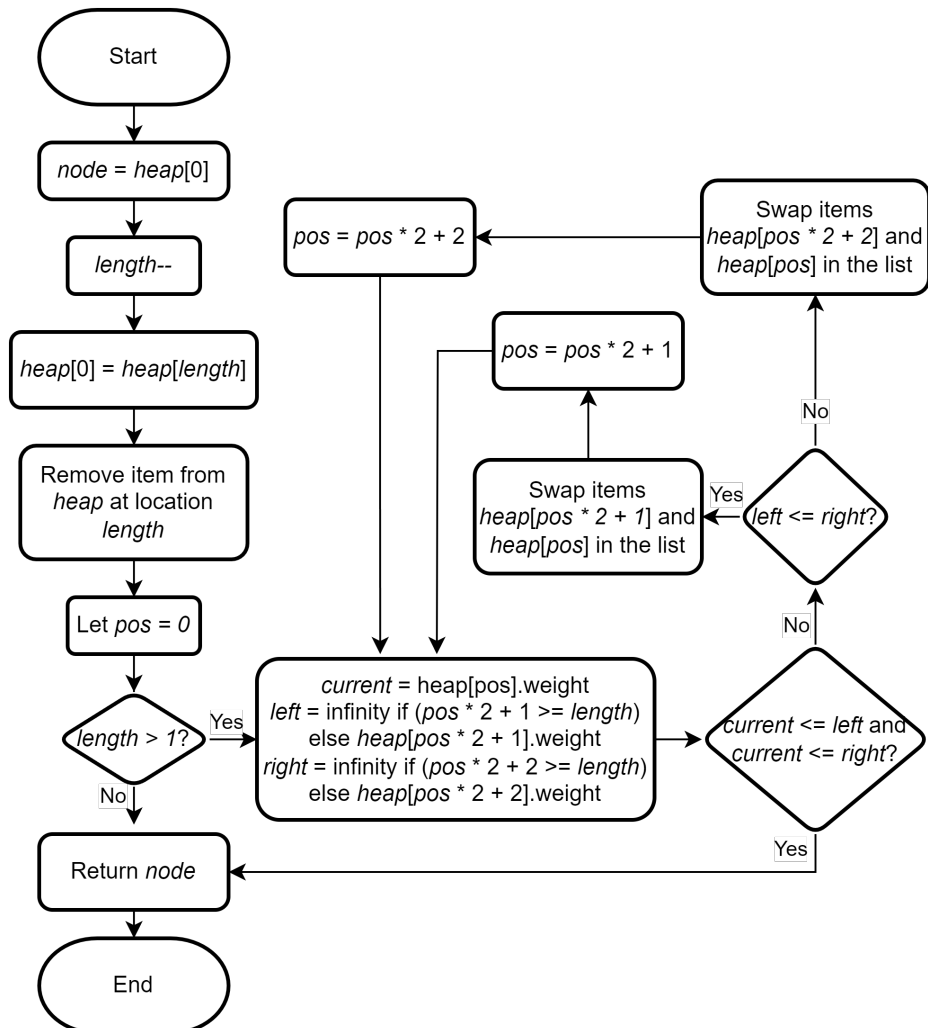 Start
node = heap[0]
length--
heap[0] = heap[length]
Remove item from
heap at location
length
Let pos = 0
length > 1?
Yes
No
Return node
End
current = heap[pos].weight
left = infinity if (pos * 2 + 1 >= length)
else heap[pos * 2 + 1].weight
right = infinity if (pos * 2 + 2 >= length)
else heap[pos * 2 + 2].weight
current <= left and
current <= right?
Yes
No
left <= right?
Yes
No
Swap items
heap[pos * 2 + 1] and
heap[pos] in the list
pos = pos * 2 + 1
Swap items
heap[pos * 2 + 2] and
heap[pos] in the list
pos = pos * 2 + 2